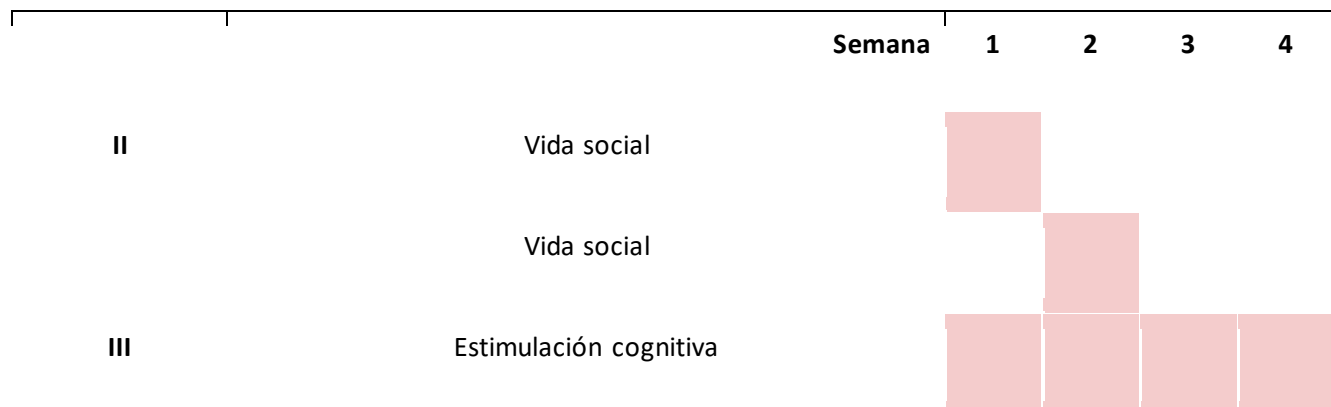 Semana 1 2 3 4
II Vida social
Vida social
III Estimulación cognitiva